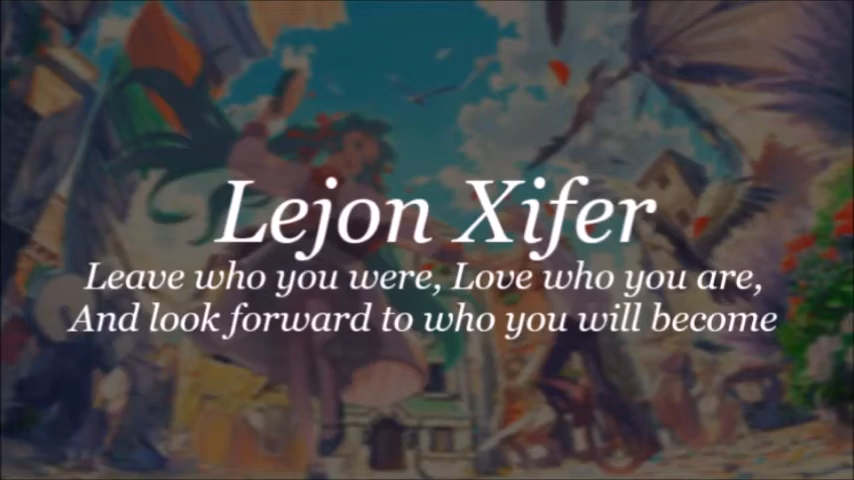 Lejon Xifer
Leave who you were, Love who you are,
And look forward to who you will become